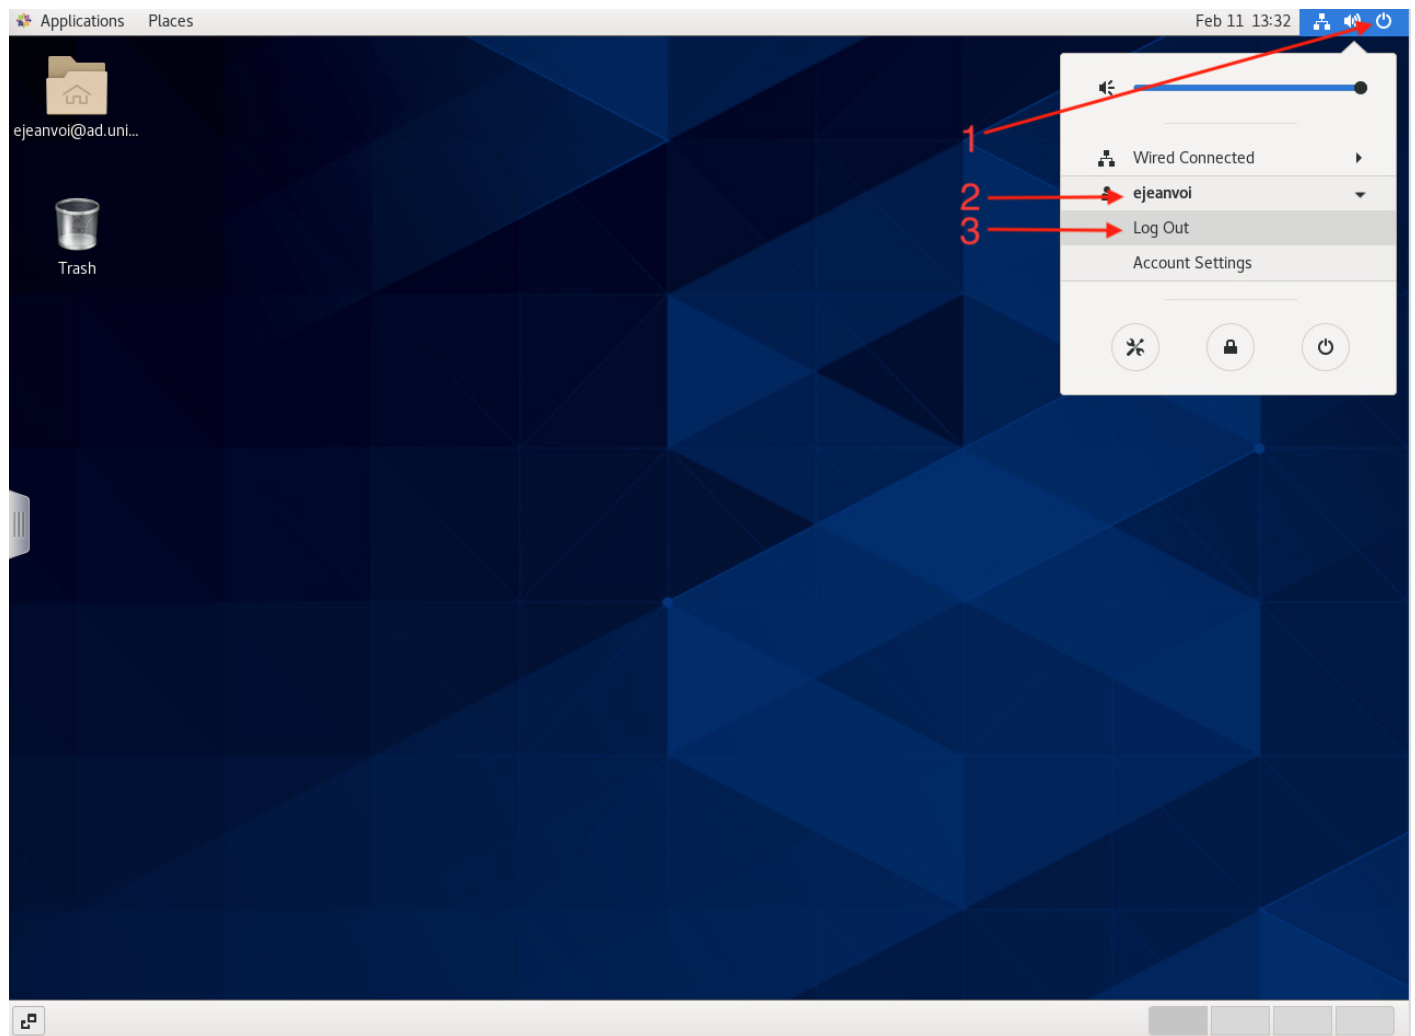 Applications Places Feb 11 13:32
ejeanvoi@ad.uni...
Trash
1
Wired Connected
2 ejeanvoi
3 Log Out
Account Settings